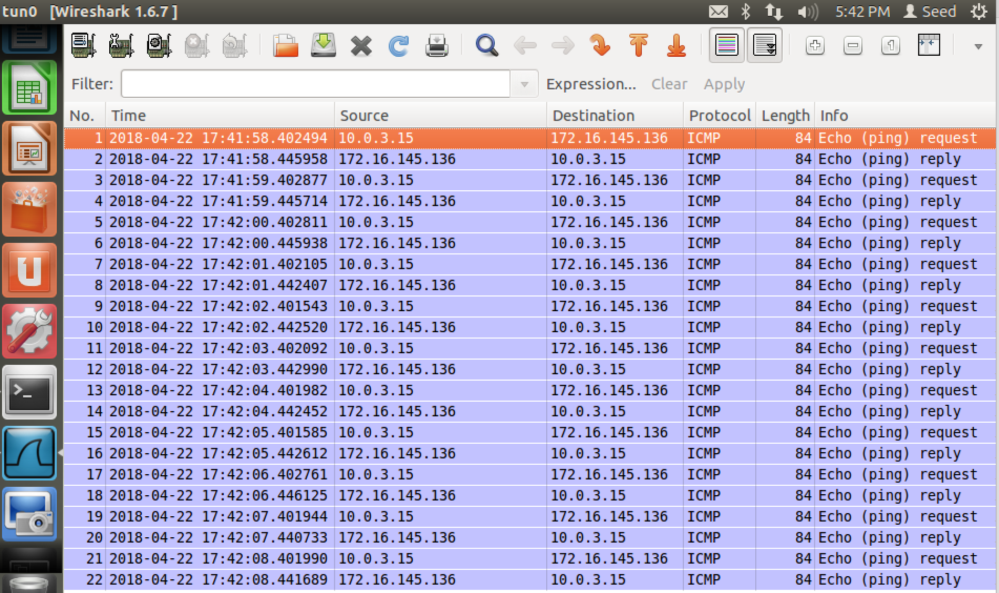 tun0 [Wireshark 1.6.7 ] 5:42 PM Seed
Filter: Expression... Clear Apply
No. Time Source Destination Protocol Length Info
1 2018-04-22 17:41:58.402494 10.0.3.15 172.16.145.136 ICMP 84 Echo (ping) request
2 2018-04-22 17:41:58.445958 172.16.145.136 10.0.3.15 ICMP 84 Echo (ping) reply
3 2018-04-22 17:41:59.402877 10.0.3.15 172.16.145.136 ICMP 84 Echo (ping) request
4 2018-04-22 17:41:59.445714 172.16.145.136 10.0.3.15 ICMP 84 Echo (ping) reply
5 2018-04-22 17:42:00.402811 10.0.3.15 172.16.145.136 ICMP 84 Echo (ping) request
6 2018-04-22 17:42:00.445938 172.16.145.136 10.0.3.15 ICMP 84 Echo (ping) reply
7 2018-04-22 17:42:01.402105 10.0.3.15 172.16.145.136 ICMP 84 Echo (ping) request
8 2018-04-22 17:42:01.442407 172.16.145.136 10.0.3.15 ICMP 84 Echo (ping) reply
9 2018-04-22 17:42:02.401543 10.0.3.15 172.16.145.136 ICMP 84 Echo (ping) request
10 2018-04-22 17:42:02.442520 172.16.145.136 10.0.3.15 ICMP 84 Echo (ping) reply
11 2018-04-22 17:42:03.402092 10.0.3.15 172.16.145.136 ICMP 84 Echo (ping) request
12 2018-04-22 17:42:03.442990 172.16.145.136 10.0.3.15 ICMP 84 Echo (ping) reply
13 2018-04-22 17:42:04.401982 10.0.3.15 172.16.145.136 ICMP 84 Echo (ping) request
14 2018-04-22 17:42:04.442452 172.16.145.136 10.0.3.15 ICMP 84 Echo (ping) reply
15 2018-04-22 17:42:05.401585 10.0.3.15 172.16.145.136 ICMP 84 Echo (ping) request
16 2018-04-22 17:42:05.442612 172.16.145.136 10.0.3.15 ICMP 84 Echo (ping) reply
17 2018-04-22 17:42:06.402761 10.0.3.15 172.16.145.136 ICMP 84 Echo (ping) request
18 2018-04-22 17:42:06.446125 172.16.145.136 10.0.3.15 ICMP 84 Echo (ping) reply
19 2018-04-22 17:42:07.401944 10.0.3.15 172.16.145.136 ICMP 84 Echo (ping) request
20 2018-04-22 17:42:07.440733 172.16.145.136 10.0.3.15 ICMP 84 Echo (ping) reply
21 2018-04-22 17:42:08.401990 10.0.3.15 172.16.145.136 ICMP 84 Echo (ping) request
22 2018-04-22 17:42:08.441689 172.16.145.136 10.0.3.15 ICMP 84 Echo (ping) reply